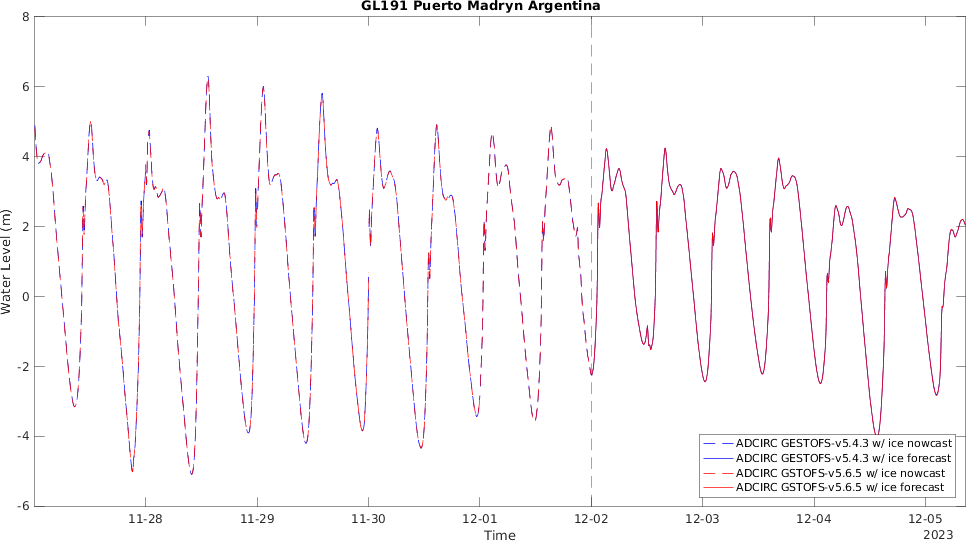 GL191 Puerto Madryn Argentina
8
6
4
2
0
-2
-4
-6
Water Level (m)
11-28 11-29 11-30 12-01 12-02 12-03 12-04 12-05
Time
2023
ADCIRC GESTOFS-v5.4.3 w/ ice nowcast
ADCIRC GESTOFS-v5.4.3 w/ ice forecast
ADCIRC GSTOFS-v5.6.5 w/ ice nowcast
ADCIRC GSTOFS-v5.6.5 w/ ice forecast